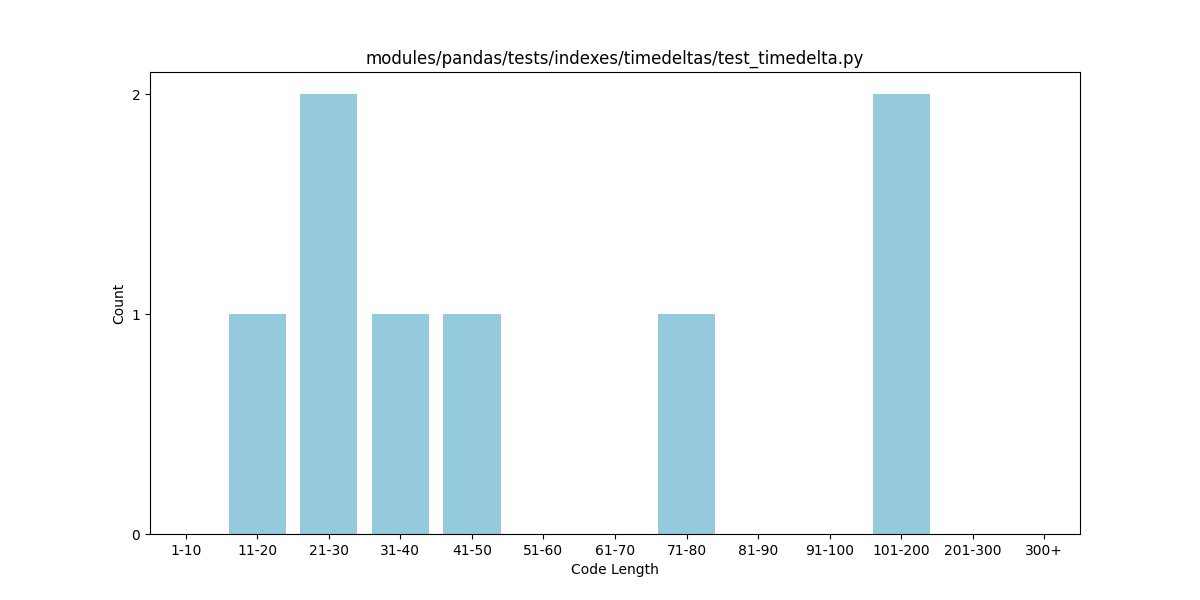 modules/pandas/tests/indexes/timedeltas/test_timedelta.py
2
1
0
Count
1-10 11-20 21-30 31-40 41-50 51-60 61-70 71-80 81-90 91-100 101-200 201-300 300+
Code Length